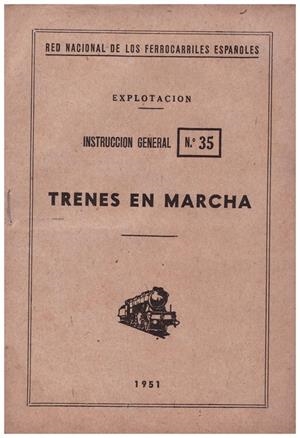 RED NACIONAL DE LOS FERROCARRILES ESPAÑOLES
EXPLOTACION
INSTRUCCION GENERAL N.º 35
TRENES EN MARCHA
1951